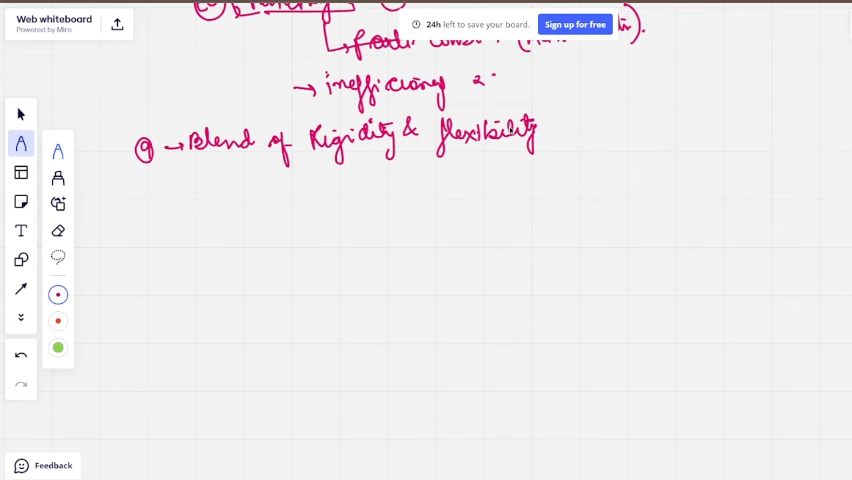 Web whiteboard
Powered by Miro
24h left to save your board.
Sign up for free
→ inefficiency
9 → Blend of Rigidity & flexibility
Feedback